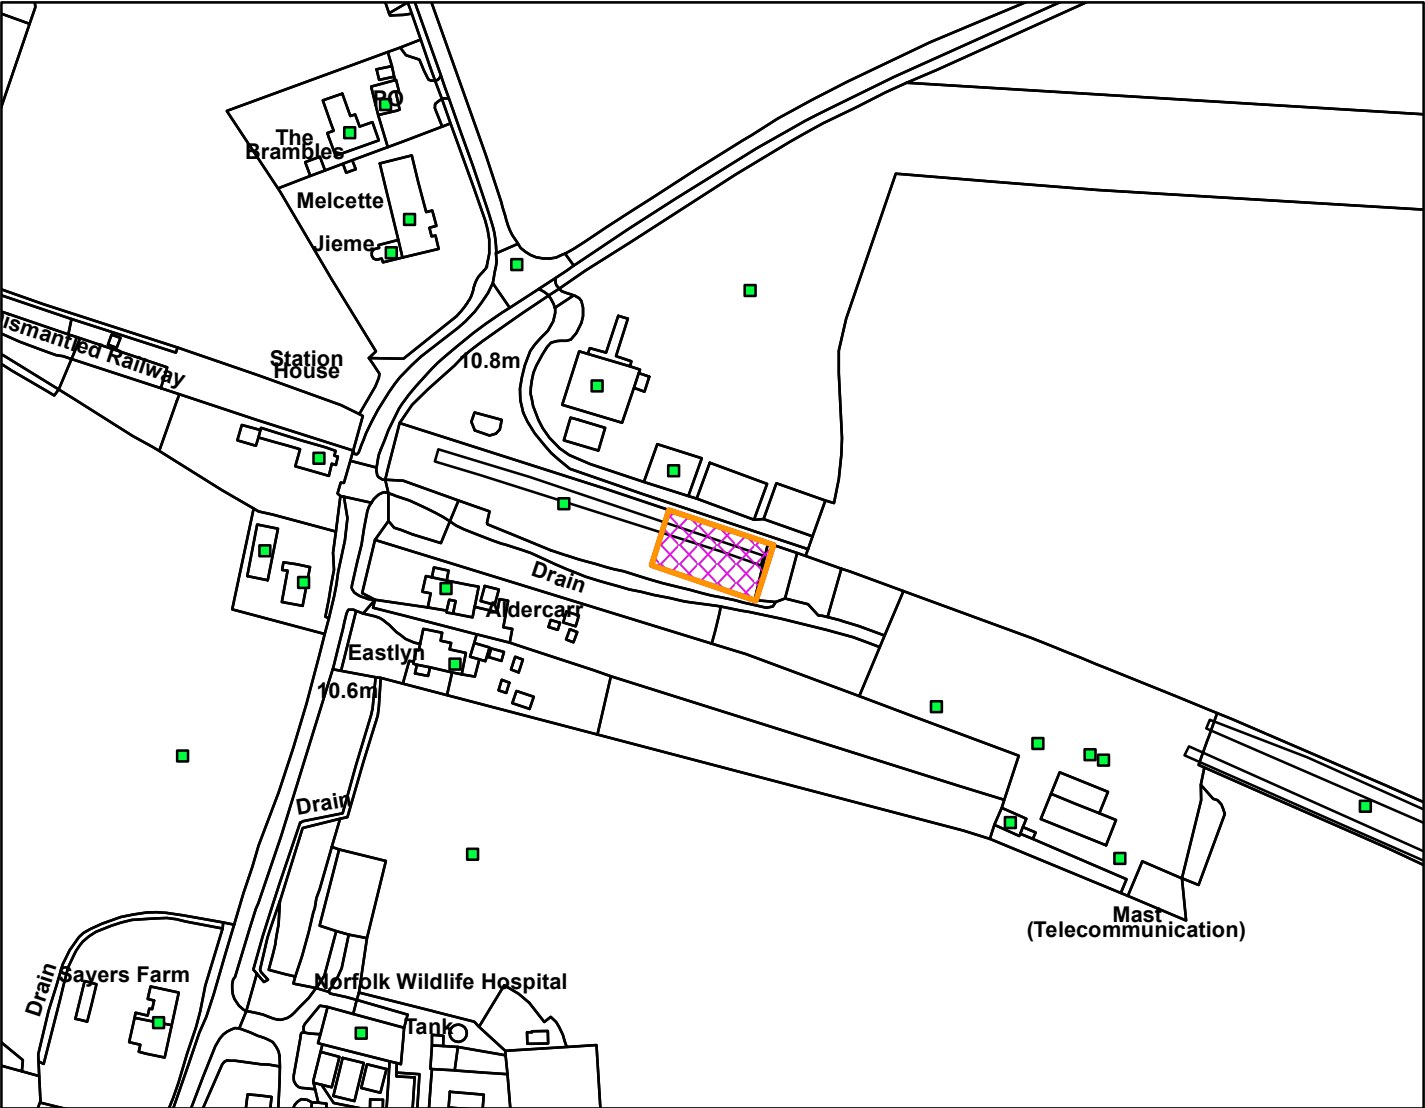 PO
The
Brambles
Melcette
Jieme
ismantled Railway
Station
House
10.8m
Drain
Aldercarr
Eastlyn
10.6m
Drain
Mast
(Telecommunication)
Sayers Farm
Drain
Norfolk Wildlife Hospital
Tank